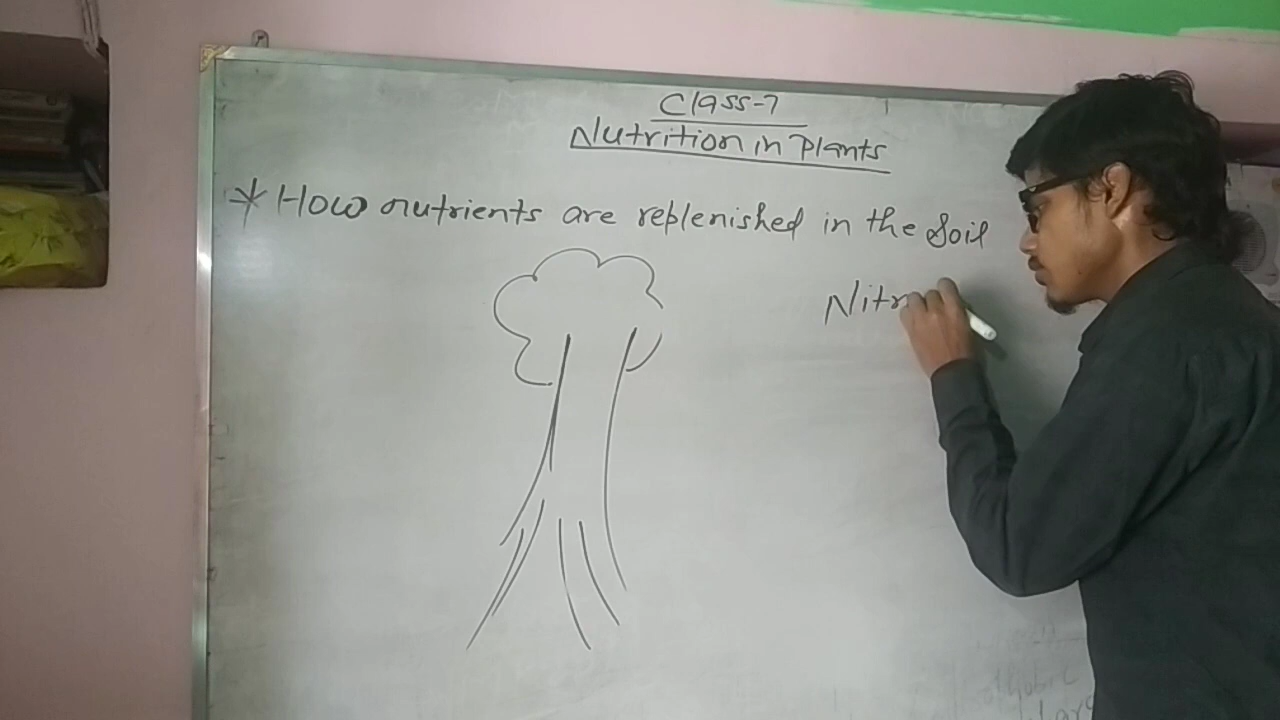 Class-7
Nutrition in Plants
* How nutrients are replenished in the Soil
Nitr